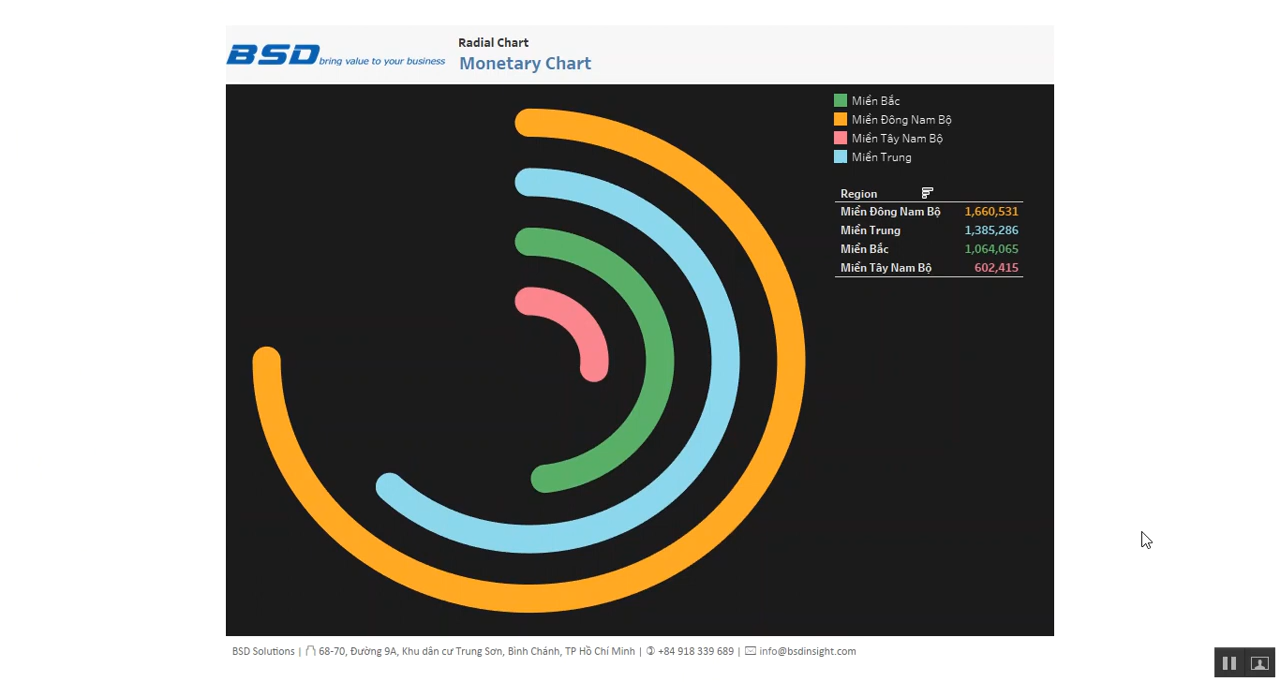 BSD bring value to your business
Radial Chart
Monetary Chart
Miền Bắc
Miền Đông Nam Bộ
Miền Tây Nam Bộ
Miền Trung
Region
Miền Đông Nam Bộ 1,660,531
Miền Trung 1,385,286
Miền Bắc 1,064,065
Miền Tây Nam Bộ 602,415
BSD Solutions | 68-70, Đường 9A, Khu dân cư Trung Sơn, Bình Chánh, TP Hồ Chí Minh | +84 918 339 689 | info@bsdinsight.com